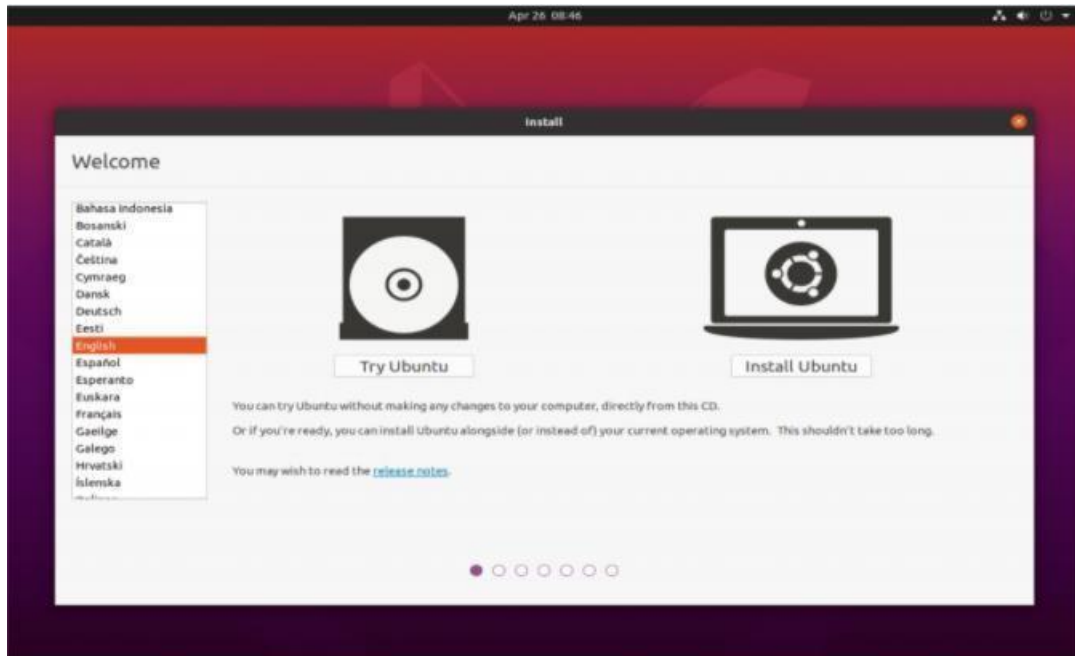 Apr 26 08:46
Install
Welcome
Bahasa Indonesia
Bosanski
Català
Čeština
Cymraeg
Dansk
Deutsch
Eesti
English
Español
Esperanto
Euskara
Français
Gaeilge
Galego
Hrvatski
Íslenska
Try Ubuntu
Install Ubuntu
You can try Ubuntu without making any changes to your computer, directly from this CD.
Or if you're ready, you can install Ubuntu alongside (or instead of) your current operating system. This shouldn't take too long.
You may wish to read the release notes.